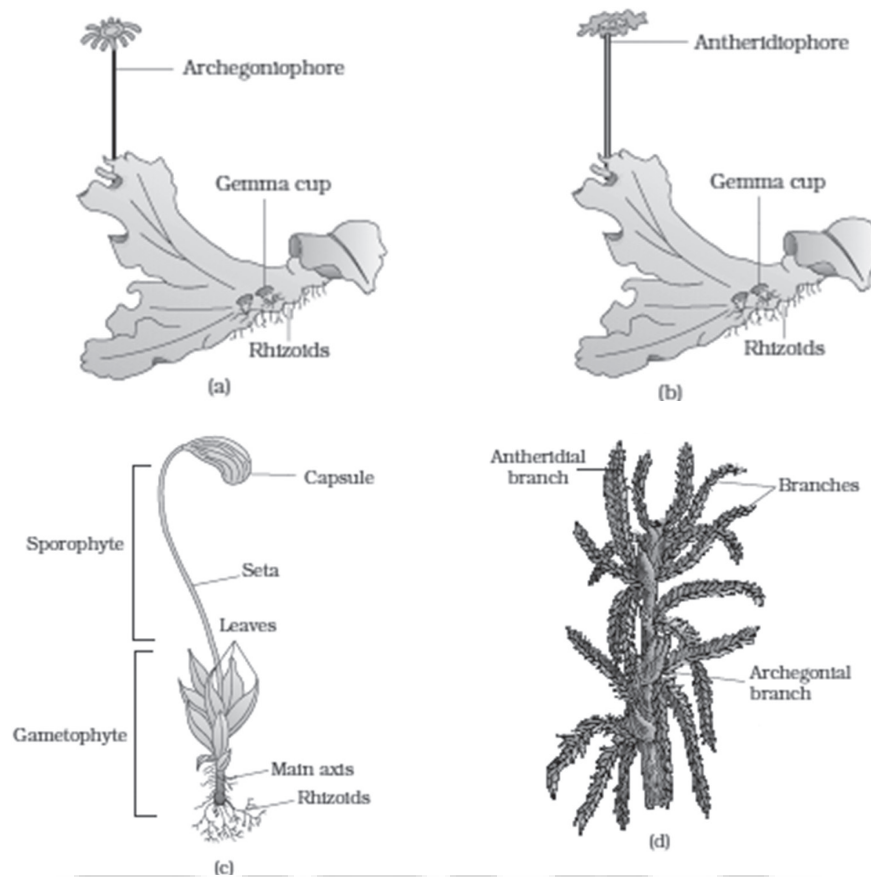 Archegoniophore
Gemma cup
Rhizoids
(a)
Antheridiophore
Gemma cup
Rhizoids
(b)
Capsule
Sporophyte
Seta
Leaves
Gametophyte
Main axis
Rhizoids
(c)
Antheridial
branch
Branches
Archegonial
branch
(d)